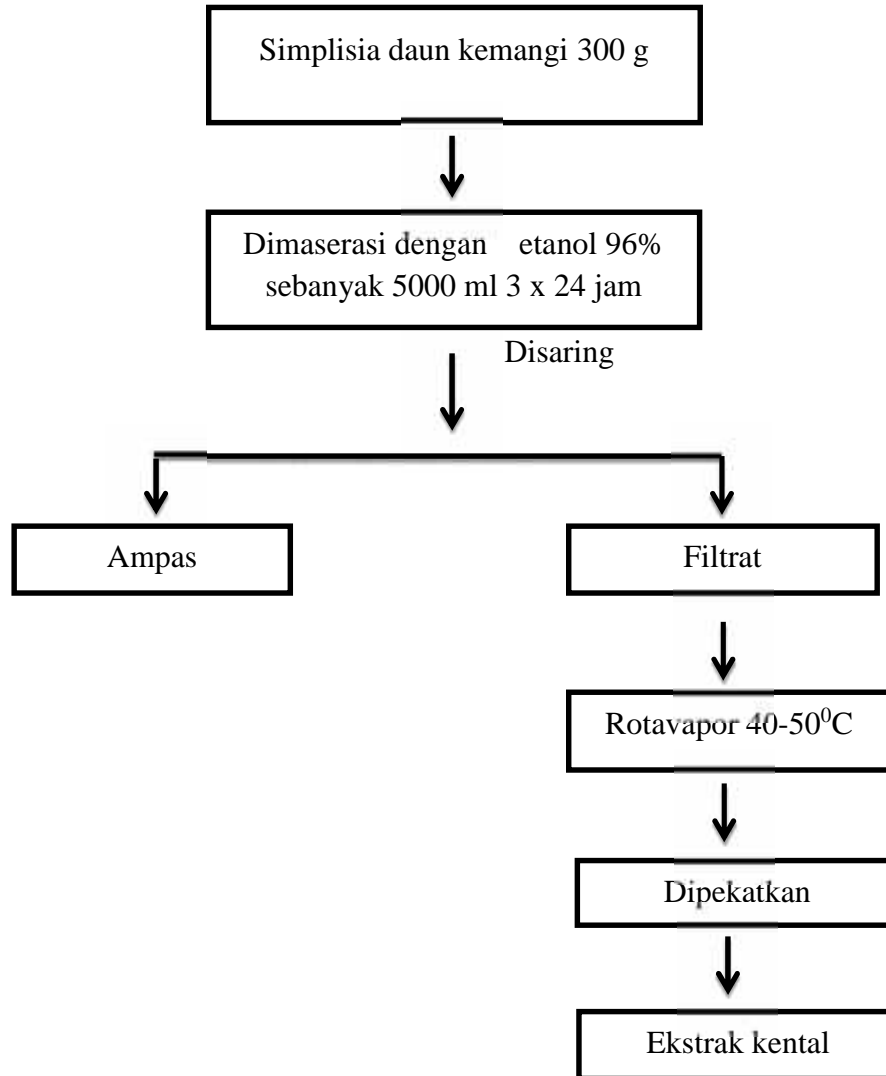 Simplisia daun kemangi 300 g
Dimaserasi dengan etanol 96%
sebanyak 5000 ml 3 x 24 jam
Disaring
Ampas
Filtrat
Rotavapor 40-50⁰C
Dipekatkan
Ekstrak kental